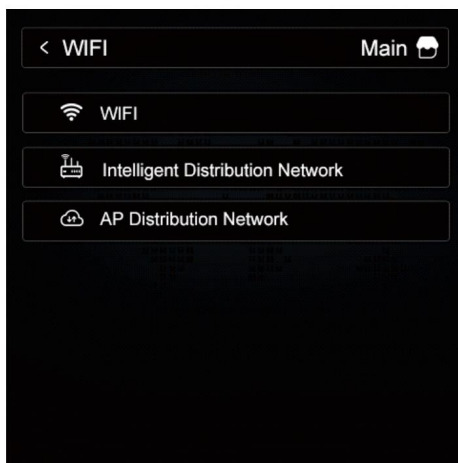 < WIFI Main
WIFI
Intelligent Distribution Network
AP Distribution Network